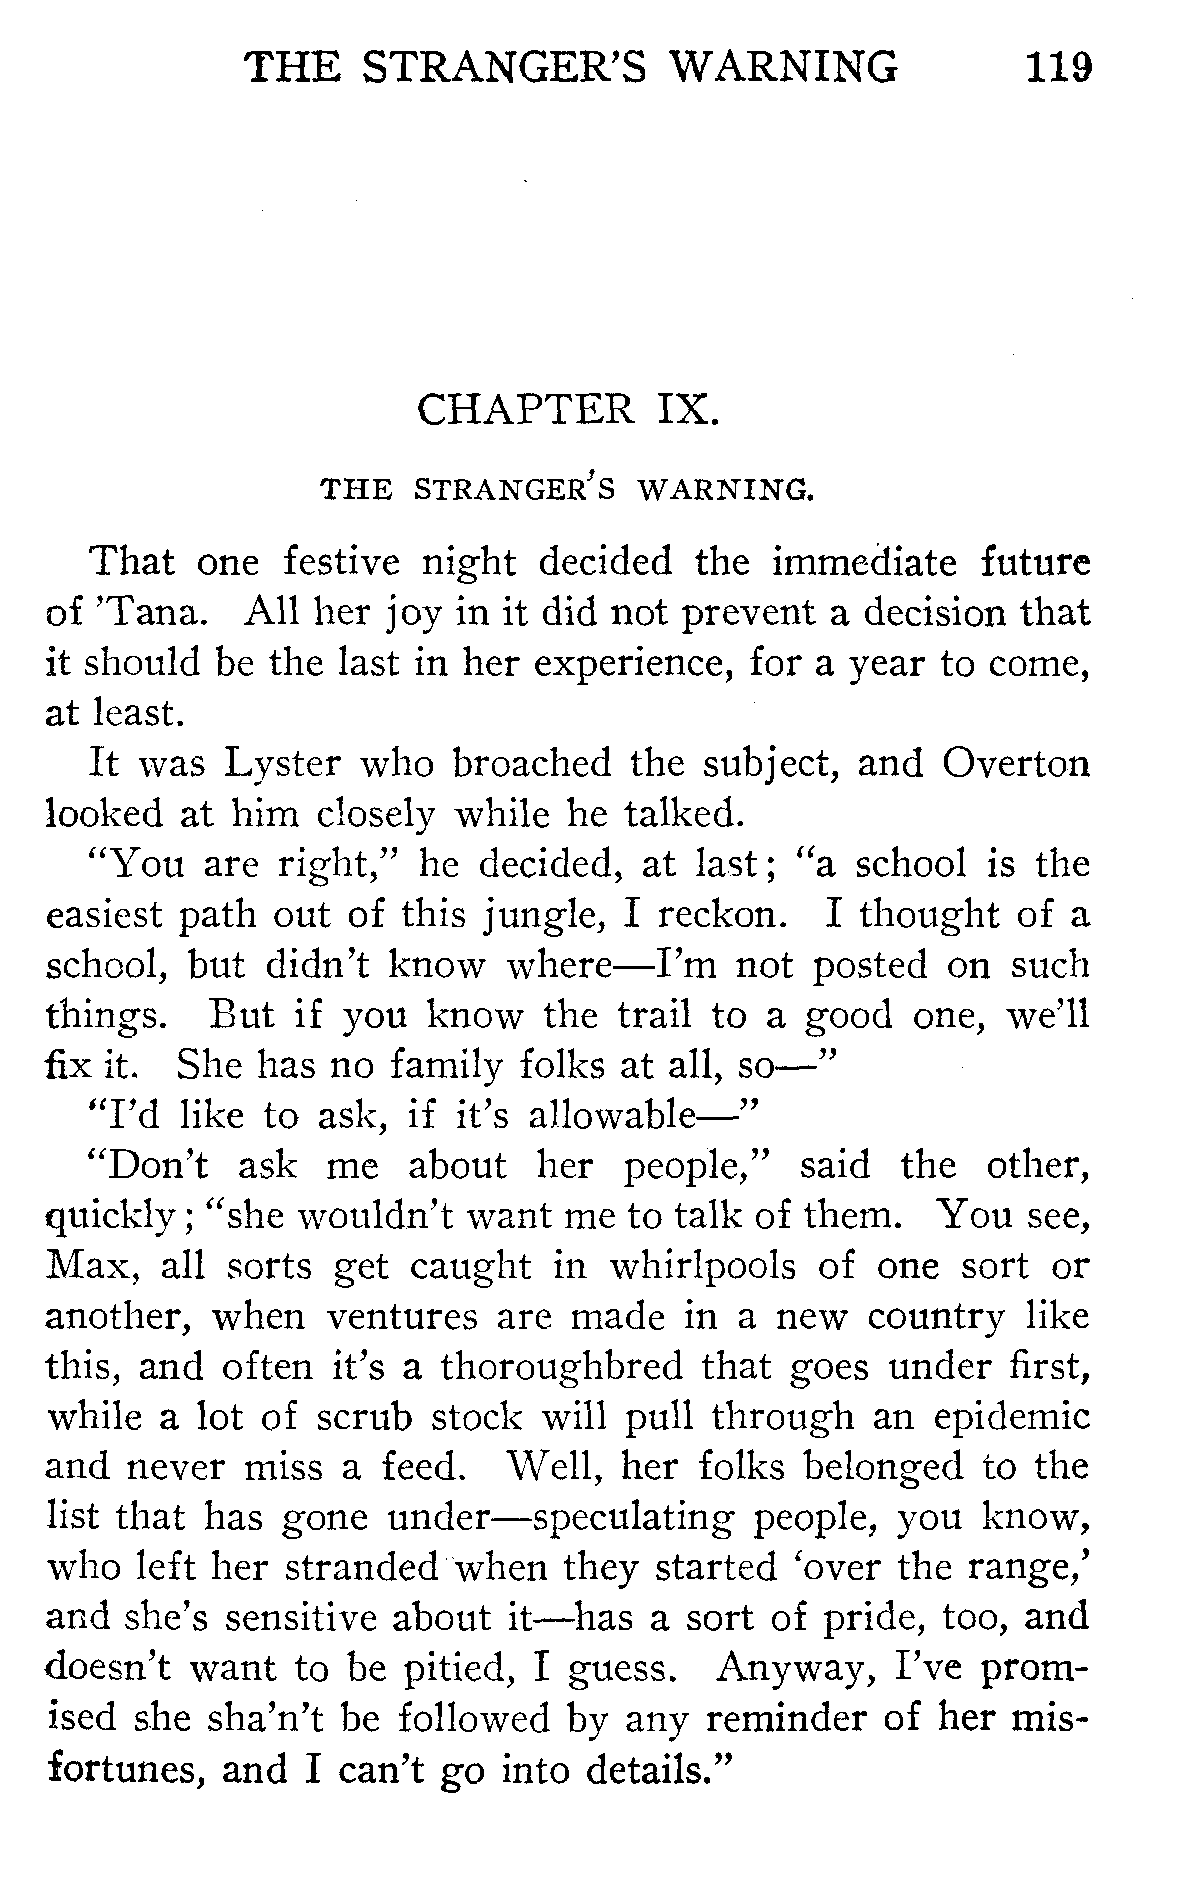 THE STRANGER'S WARNING 119
CHAPTER IX.
THE STRANGER'S WARNING.
That one festive night decided the immediate future
of 'Tana. All her joy in it did not prevent a decision that
it should be the last in her experience, for a year to come,
at least.
It was Lyster who broached the subject, and Overton
looked at him closely while he talked.
“You are right,” he decided, at last; “a school is the
easiest path out of this jungle, I reckon. I thought of a
school, but didn't know where—I'm not posted on such
things. But if you know the trail to a good one, we'll
fix it. She has no family folks at all, so—”
“I'd like to ask, if it's allowable—”
“Don't ask me about her people,” said the other,
quickly; “she wouldn't want me to talk of them. You see,
Max, all sorts get caught in whirlpools of one sort or
another, when ventures are made in a new country like
this, and often it's a thoroughbred that goes under first,
while a lot of scrub stock will pull through an epidemic
and never miss a feed. Well, her folks belonged to the
list that has gone under—speculating people, you know,
who left her stranded when they started ‘over the range,’
and she's sensitive about it—has a sort of pride, too, and
doesn't want to be pitied, I guess. Anyway, I've prom-
ised she sha'n't be followed by any reminder of her mis-
fortunes, and I can't go into details.”